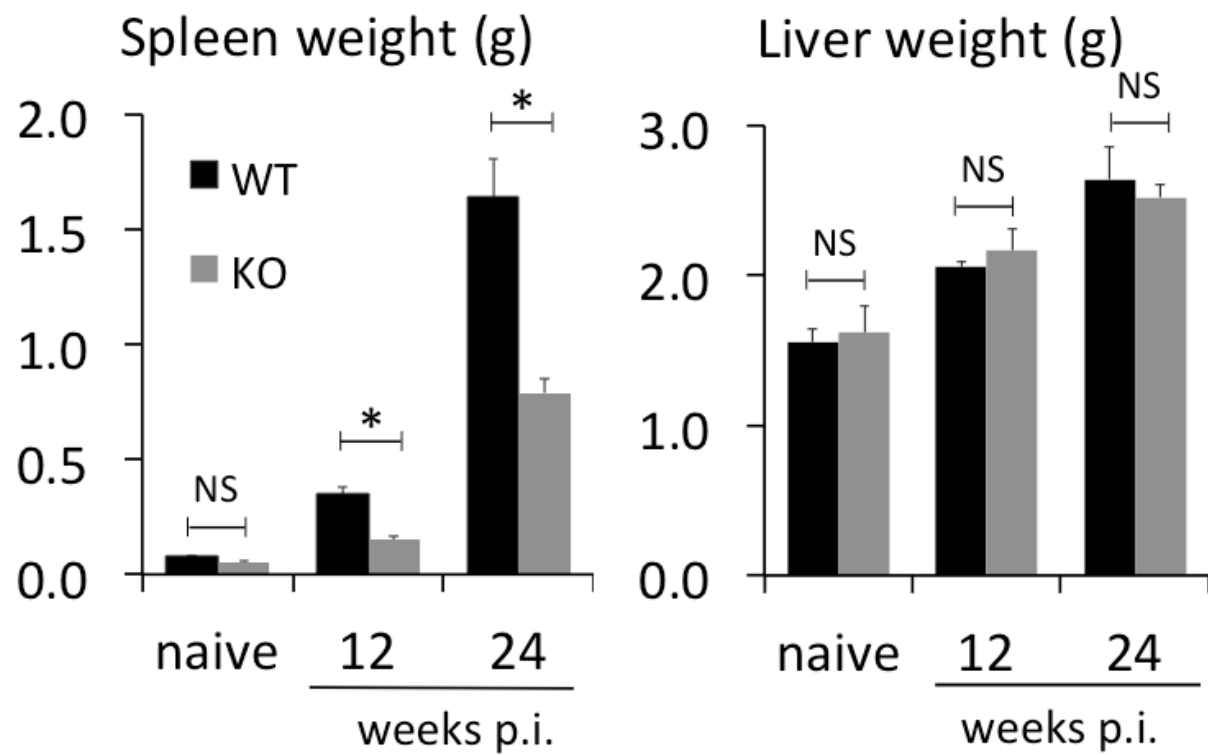 Spleen weight (g)
2.0
1.5
1.0
0.5
0.0
WT
KO
NS
*
*
naive
12
24
weeks p.i.
Liver weight (g)
3.0
2.0
1.0
0.0
NS
NS
NS
naive
12
24
weeks p.i.